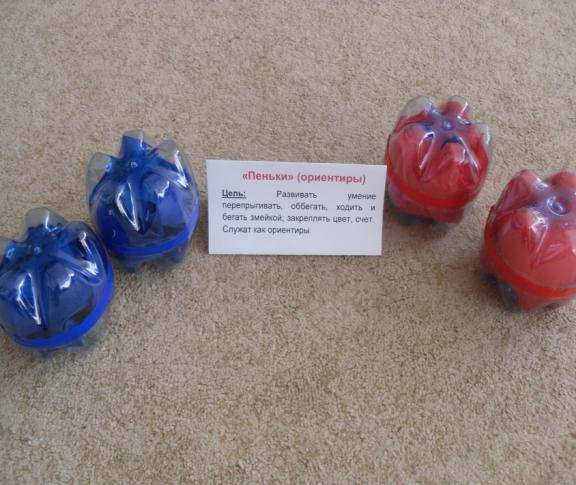 «Пеньки» (ориентиры)
Цель: Развивать умение
перепрыгивать, оббегать, ходить и
бегать змейкой; закреплять цвет, счет.
Служат как ориентиры.